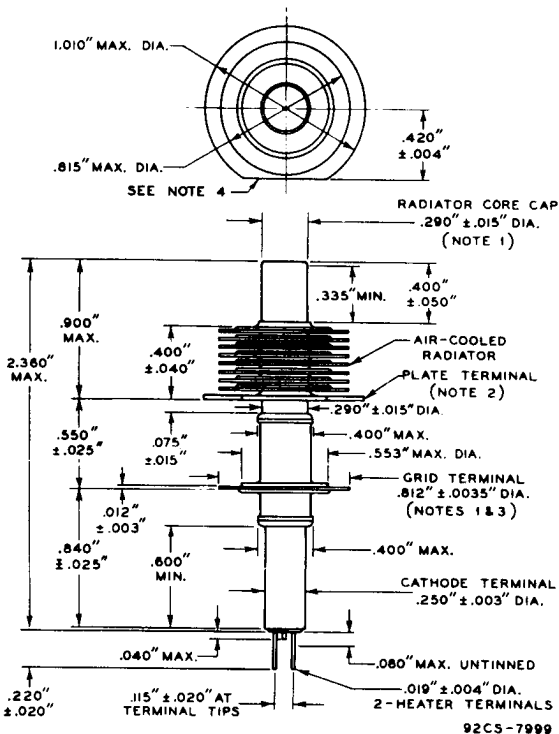 1.010" MAX. DIA.
.815" MAX. DIA.
.420"
±.004"
SEE NOTE 4
RADIATOR CORE CAP
.290" ±.015" DIA.
(NOTE 1)
.335" MIN.
.400"
±.050"
.900"
MAX.
.400"
±.040"
AIR-COOLED
RADIATOR
2.360"
MAX.
PLATE TERMINAL
(NOTE 2)
.290" ±.015" DIA.
.550"
±.025"
.075"
±.015"
.400" MAX.
.553" MAX. DIA.
GRID TERMINAL
.812" ±.0035" DIA.
(NOTES 1 & 3)
.012"
±.003"
.840"
±.025"
.600"
MIN.
.400" MAX.
CATHODE TERMINAL
.250" ±.003" DIA.
.040" MAX.
.080" MAX. UNTINNED
.220"
±.020"
.115" ±.020" AT
TERMINAL TIPS
.019" ±.004" DIA.
2-HEATER TERMINALS
92CS-7999